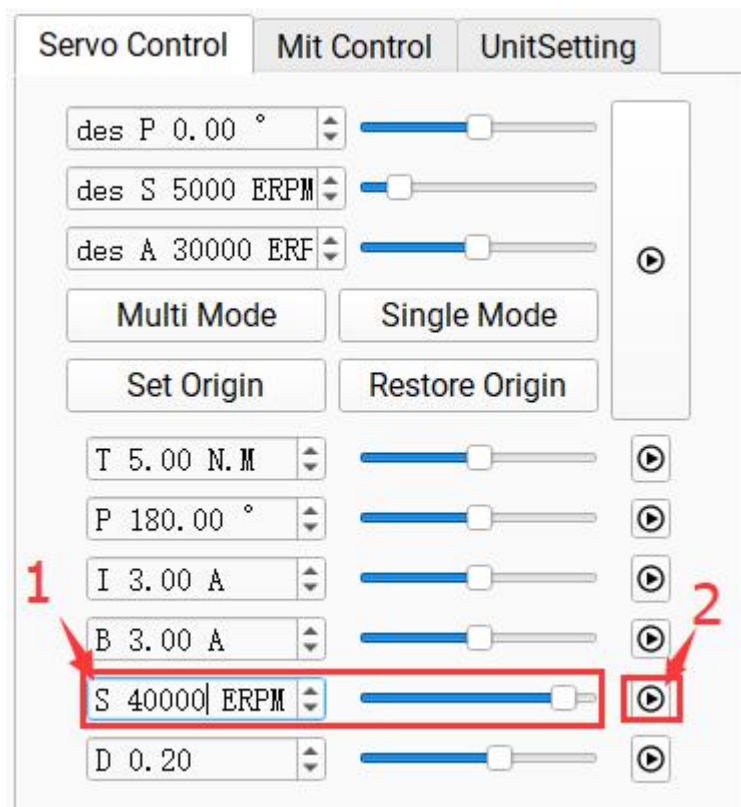 Servo Control Mit Control UnitSetting
des P 0.00 °
des S 5000 ERPM
des A 30000 ERF
Multi Mode Single Mode
Set Origin Restore Origin
T 5.00 N.M
P 180.00 °
I 3.00 A
1 2
B 3.00 A
S 40000 ERPM
D 0.20